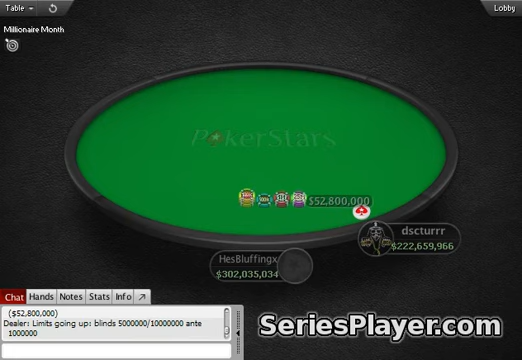 Table
Lobby
Millionaire Month
PokerStars
$52,800,000
dscturrr
$222,659,966
HesBluffingx
$302,035,034
Chat Hands Notes Stats Info
($52,800,000)
Dealer: Limits going up: blinds 5000000/10000000 ante
1000000
SeriesPlayer.com